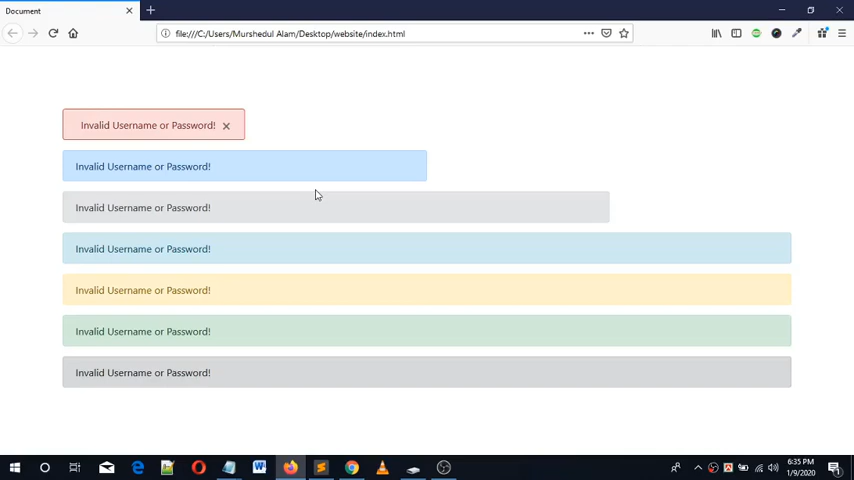 Document
file:///C:/Users/Murshedul Alam/Desktop/website/index.html
Invalid Username or Password!
Invalid Username or Password!
Invalid Username or Password!
Invalid Username or Password!
Invalid Username or Password!
Invalid Username or Password!
Invalid Username or Password!
6:35 PM
1/9/2020